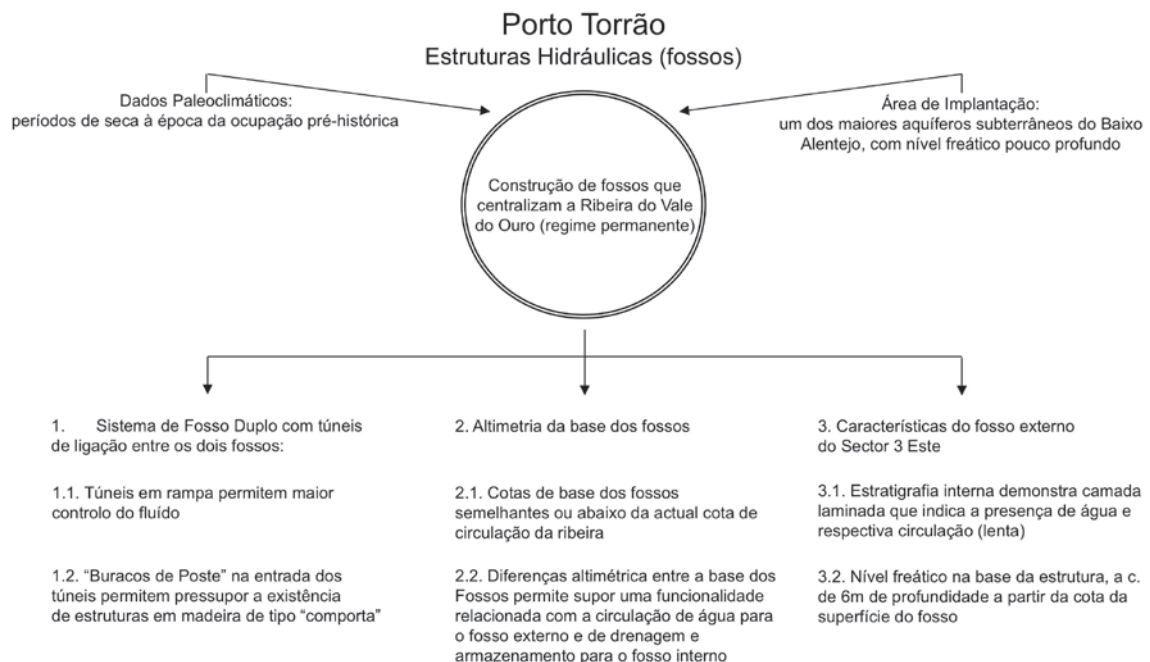 Porto Torrão
Estruturas Hidráulicas (fossos)
Dados Paleoclimáticos:
períodos de seca à época da ocupação pré-histórica
Área de Implantação:
um dos maiores aquíferos subterrâneos do Baixo
Alentejo, com nível freático pouco profundo
Construção de fossos que
centralizam a Ribeira do Vale
do Ouro (regime permanente)
1. Sistema de Fosso Duplo com túneis
de ligação entre os dois fossos:
1.1. Túneis em rampa permitem maior
controlo do fluído
1.2. “Buracos de Poste” na entrada dos
túneis permitem pressupor a existência
de estruturas em madeira de tipo “comporta”
2. Altimetria da base dos fossos
2.1. Cotas de base dos fossos
semelhantes ou abaixo da actual cota de
circulação da ribeira
2.2. Diferenças altimétrica entre a base dos
Fossos permite supor uma funcionalidade
relacionada com a circulação de água para
o fosso externo e de drenagem e
armazenamento para o fosso interno
3. Características do fosso externo
do Sector 3 Este
3.1. Estratigrafia interna demonstra camada
laminada que indica a presença de água e
respectiva circulação (lenta)
3.2. Nível freático na base da estrutura, a c.
de 6m de profundidade a partir da cota da
superfície do fosso